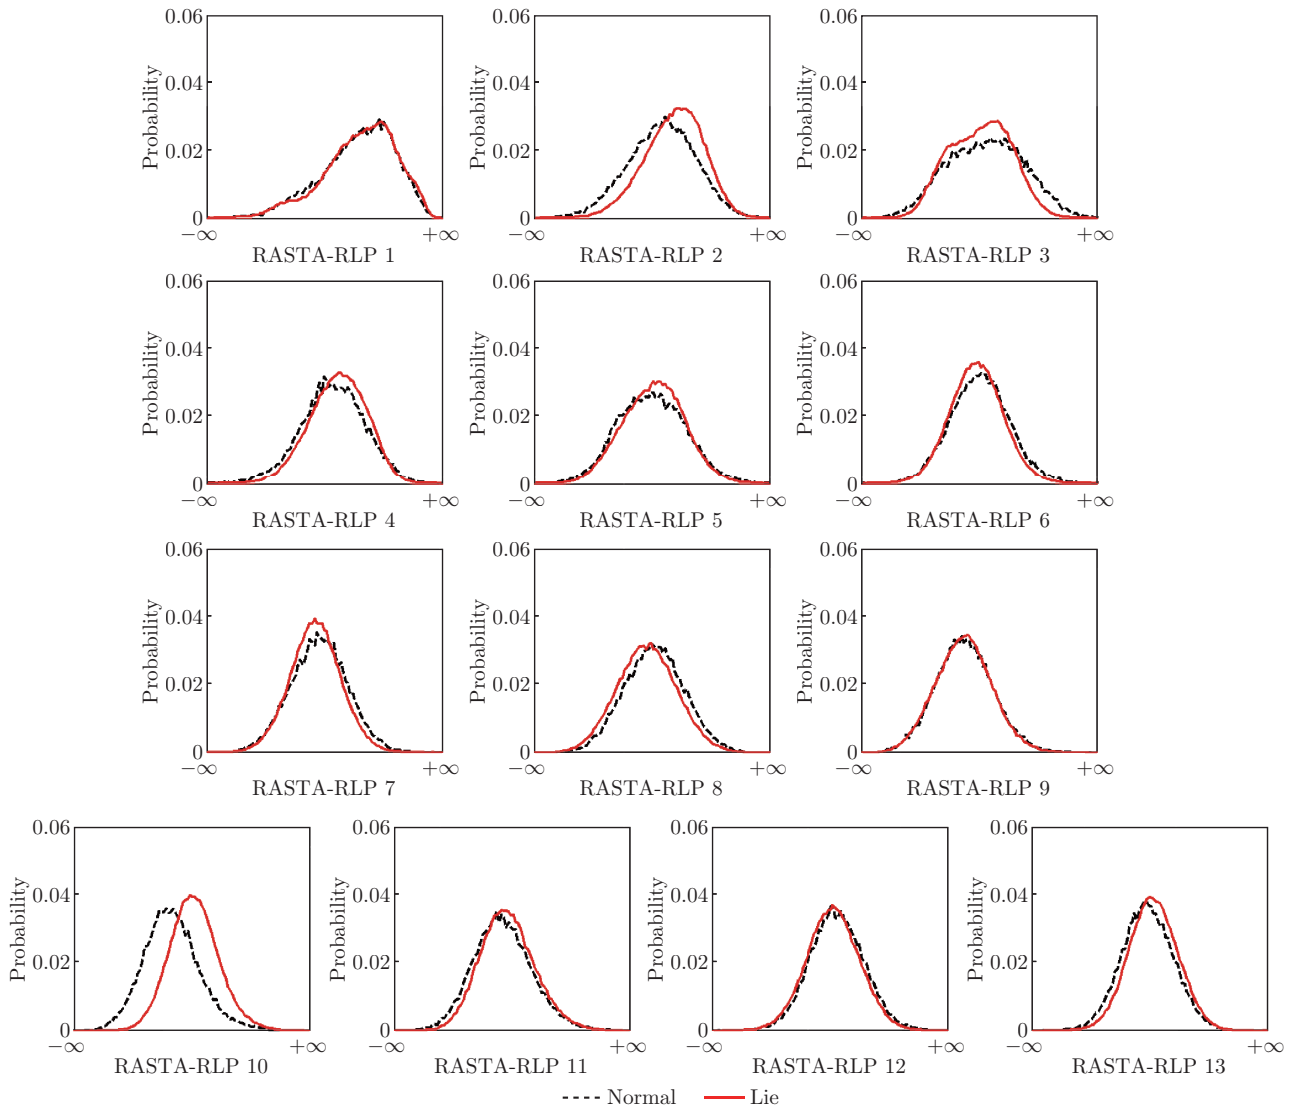 0.06 0.06 0.06
0.04 0.04 0.04
0.02 0.02 0.02
0 0 0
Probability Probability Probability
−∞ +∞ −∞ +∞ −∞ +∞
RASTA-RLP 1 RASTA-RLP 2 RASTA-RLP 3
0.06 0.06 0.06
0.04 0.04 0.04
0.02 0.02 0.02
0 0 0
Probability Probability Probability
−∞ +∞ −∞ +∞ −∞ +∞
RASTA-RLP 4 RASTA-RLP 5 RASTA-RLP 6
0.06 0.06 0.06
0.04 0.04 0.04
0.02 0.02 0.02
0 0 0
Probability Probability Probability
−∞ +∞ −∞ +∞ −∞ +∞
RASTA-RLP 7 RASTA-RLP 8 RASTA-RLP 9
0.06 0.06 0.06 0.06
0.04 0.04 0.04 0.04
0.02 0.02 0.02 0.02
0 0 0 0
Probability Probability Probability Probability
−∞ +∞ −∞ +∞ −∞ +∞ −∞ +∞
RASTA-RLP 10 RASTA-RLP 11 RASTA-RLP 12 RASTA-RLP 13
Normal Lie